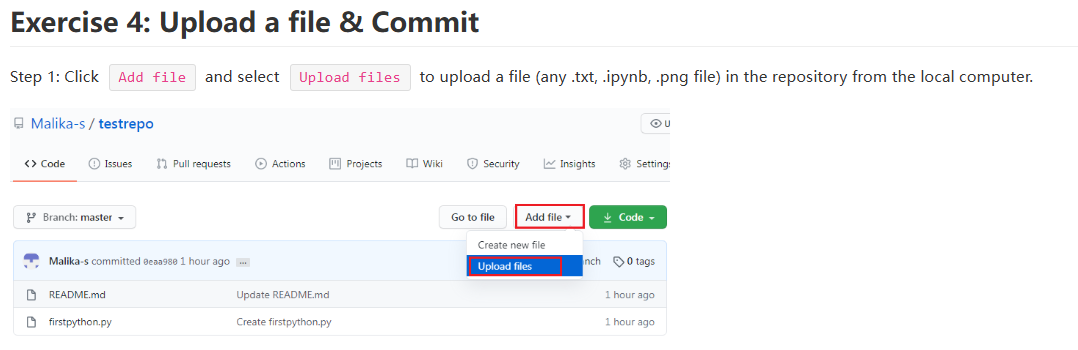 Exercise 4: Upload a file & Commit
Step 1: Click Add file and select Upload files to upload a file (any .txt, .ipynb, .png file) in the repository from the local computer.
Malika-s / testrepo
Code Issues Pull requests Actions Projects Wiki Security Insights Settings
Branch: master Go to file Add file Code
Create new file
Malika-s committed 0eaa980 1 hour ago ... Upload files 0 tags
README.md Update README.md 1 hour ago
firstpython.py Create firstpython.py 1 hour ago